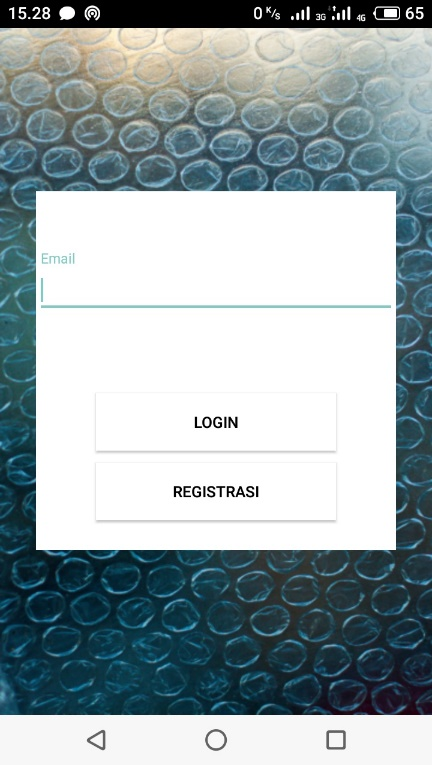 15.28 0 K/s 3G 4G 65
Email
LOGIN
REGISTRASI